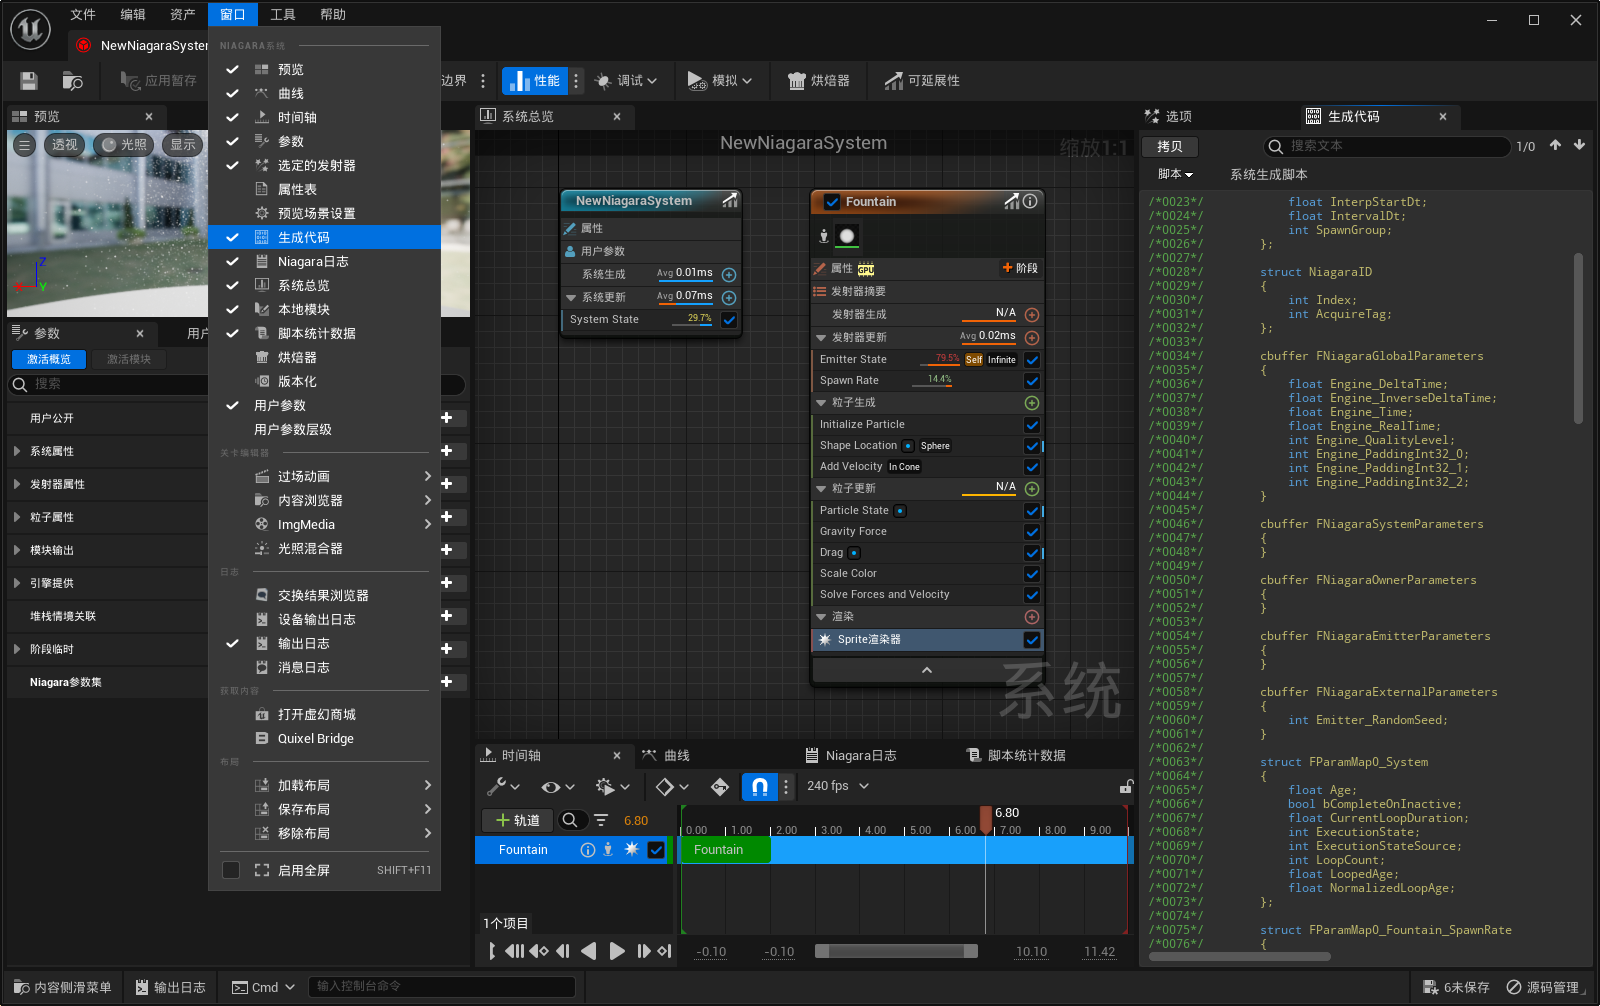 文件 编辑 资产 窗口 工具 帮助
NewNiagaraSyster
应用暂存 边界 性能 调试 模拟 烘焙器 可延展性
预览
透视 光照 显示
Z
Y
NIAGARA系统
预览
曲线
时间轴
参数
选定的发射器
属性表
预览场景设置
生成代码
Niagara日志
系统总览
本地模块
脚本统计数据
烘焙器
版本化
用户参数
用户参数层级
关卡编辑器
过场动画
内容浏览器
ImgMedia
光照混合器
日志
交换结果浏览器
设备输出日志
输出日志
消息日志
获取内容
打开虚幻商城
Quixel Bridge
布局
加载布局
保存布局
移除布局
启用全屏 SHIFT+F11
参数 用户
激活概览 激活模块
搜索
用户公开
系统属性
发射器属性
粒子属性
模块输出
引擎提供
堆栈情境关联
阶段临时
Niagara参数集
系统总览
NewNiagaraSystem
缩放1:1
NewNiagaraSystem
属性
用户参数
系统生成 Avg 0.01ms
系统更新 Avg 0.07ms
System State 29.7%
Fountain
属性 GPU 阶段
发射器摘要
发射器生成 N/A
发射器更新 Avg 0.02ms
Emitter State 79.5% Self Infinite
Spawn Rate 14.4%
粒子生成
Initialize Particle
Shape Location Sphere
Add Velocity In Cone
粒子更新 N/A
Particle State
Gravity Force
Drag
Scale Color
Solve Forces and Velocity
渲染
Sprite渲染器
系统
时间轴 曲线 Niagara日志 脚本统计数据
240 fps
轨道 6.80
6.80
0.00 1.00 2.00 3.00 4.00 5.00 6.00 7.00 8.00 9.00
Fountain Fountain
1个项目
-0.10 -0.10 10.10 11.42
选项 生成代码
拷贝 搜索文本 1/0
脚本 系统生成脚本
/*0023*/ float InterpStartDt;
/*0024*/ float IntervalDt;
/*0025*/ int SpawnGroup;
/*0026*/ };
/*0027*/
/*0028*/ struct NiagaraID
/*0029*/ {
/*0030*/ int Index;
/*0031*/ int AcquireTag;
/*0032*/ };
/*0033*/
/*0034*/ cbuffer FNiagaraGlobalParameters
/*0035*/ {
/*0036*/ float Engine_DeltaTime;
/*0037*/ float Engine_InverseDeltaTime;
/*0038*/ float Engine_Time;
/*0039*/ float Engine_RealTime;
/*0040*/ int Engine_QualityLevel;
/*0041*/ int Engine_PaddingInt32_0;
/*0042*/ int Engine_PaddingInt32_1;
/*0043*/ int Engine_PaddingInt32_2;
/*0044*/ }
/*0045*/
/*0046*/ cbuffer FNiagaraSystemParameters
/*0047*/ {
/*0048*/ }
/*0049*/
/*0050*/ cbuffer FNiagaraOwnerParameters
/*0051*/ {
/*0052*/ }
/*0053*/
/*0054*/ cbuffer FNiagaraEmitterParameters
/*0055*/ {
/*0056*/ }
/*0057*/
/*0058*/ cbuffer FNiagaraExternalParameters
/*0059*/ {
/*0060*/ int Emitter_RandomSeed;
/*0061*/ }
/*0062*/
/*0063*/ struct FParamMap0_System
/*0064*/ {
/*0065*/ float Age;
/*0066*/ bool bCompleteOnInactive;
/*0067*/ float CurrentLoopDuration;
/*0068*/ int ExecutionState;
/*0069*/ int ExecutionStateSource;
/*0070*/ int LoopCount;
/*0071*/ float LoopedAge;
/*0072*/ float NormalizedLoopAge;
/*0073*/ };
/*0074*/
/*0075*/ struct FParamMap0_Fountain_SpawnRate
/*0076*/ {
内容侧滑菜单 输出日志 Cmd 输入控制台命令 6未保存 源码管理